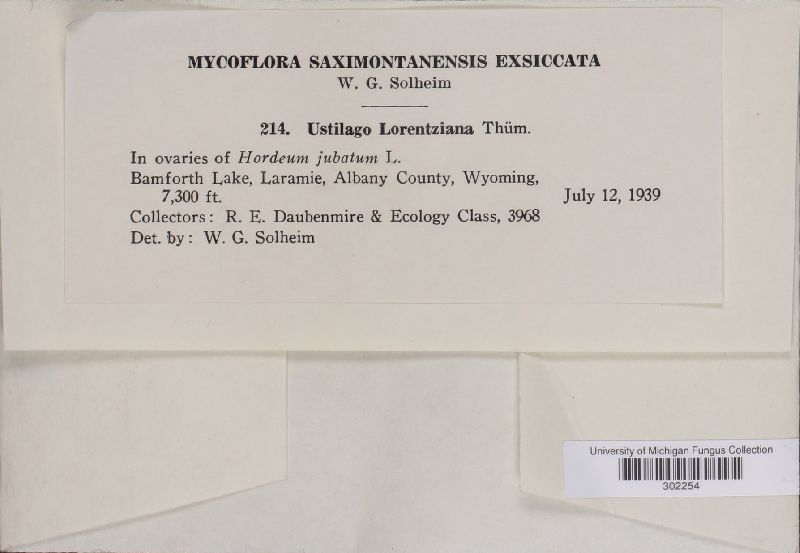 MYCOFLORA SAXIMONTANENSIS EXSICCATA
W. G. Solheim
214. Ustilago Lorentziana Thüm.
In ovaries of Hordeum jubatum L.
Bamforth Lake, Laramie, Albany County, Wyoming,
7,300 ft. July 12, 1939
Collectors: R. E. Daubenmire & Ecology Class, 3968
Det. by: W. G. Solheim
University of Michigan Fungus Collection
302254